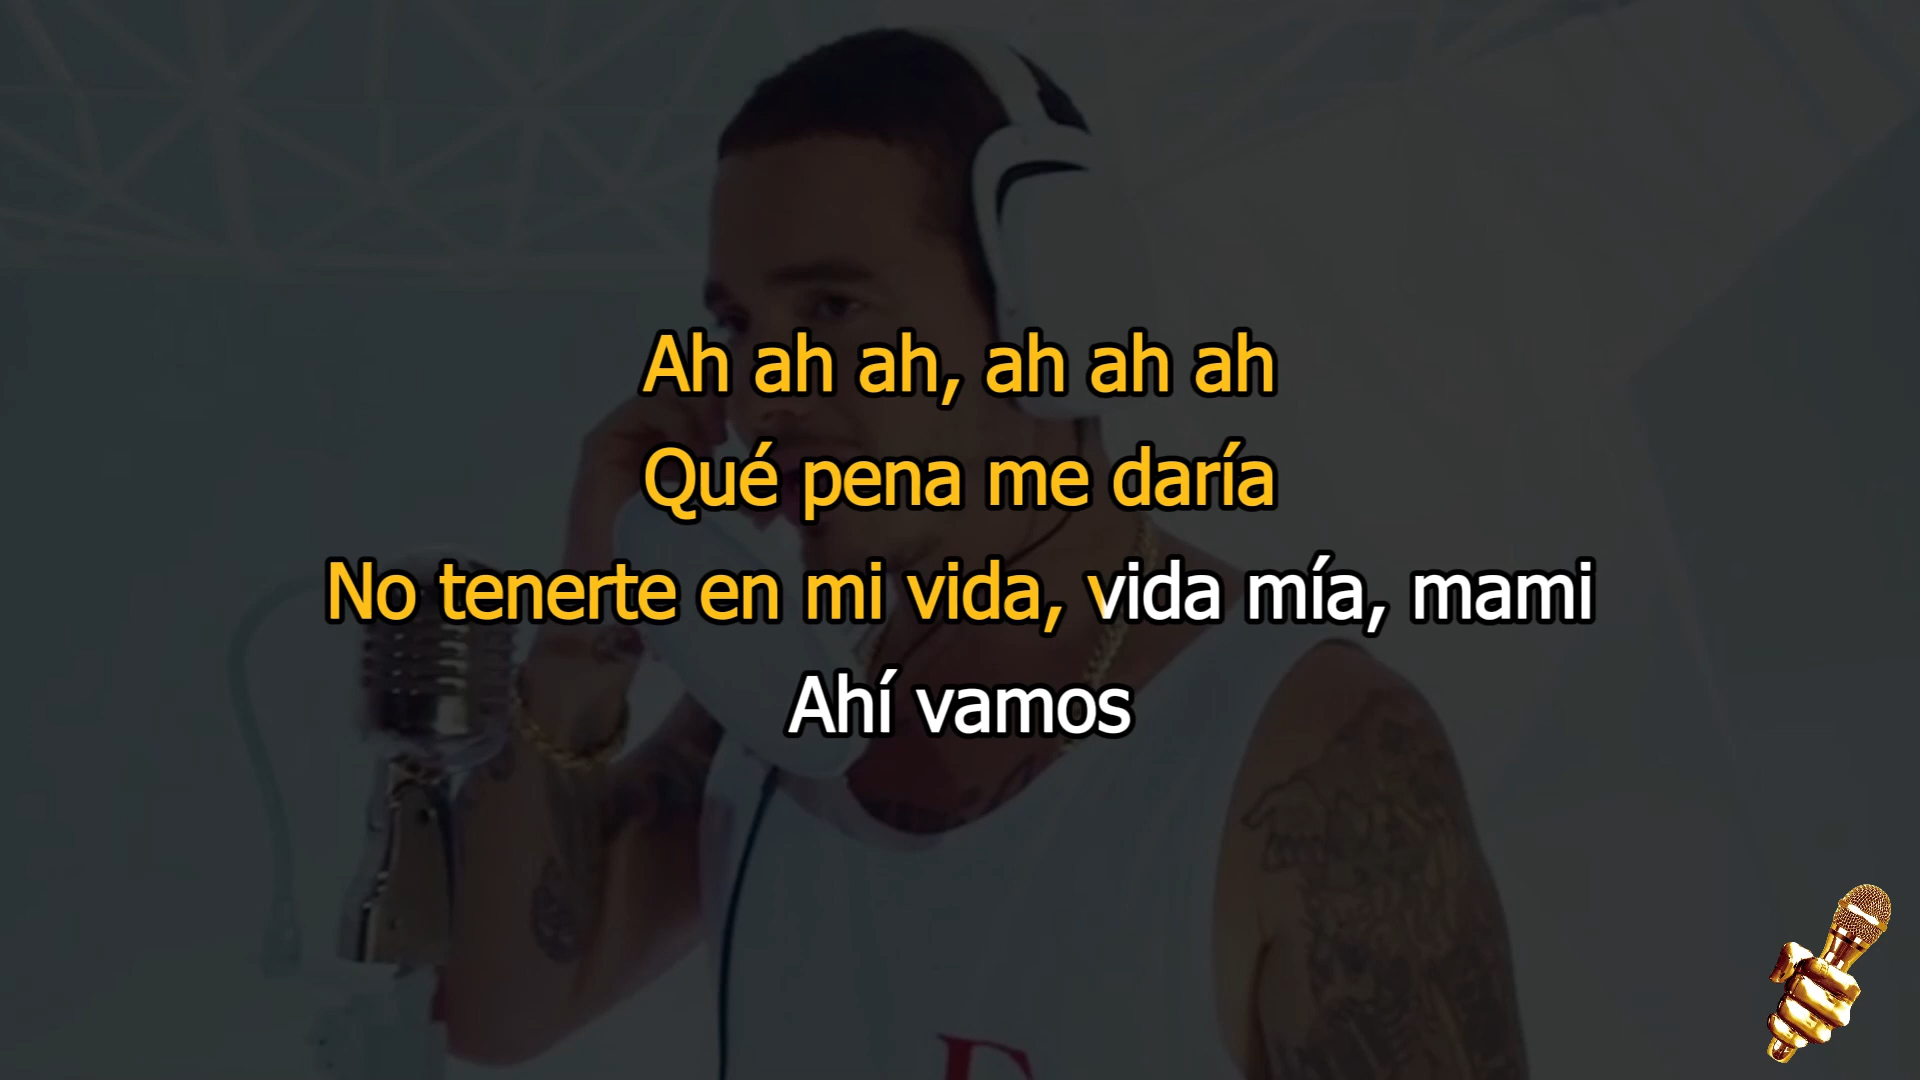 Ah ah ah, ah ah ah
Qué pena me daría
No tenerte en mi vida, vida mía, mami
Ahí vamos